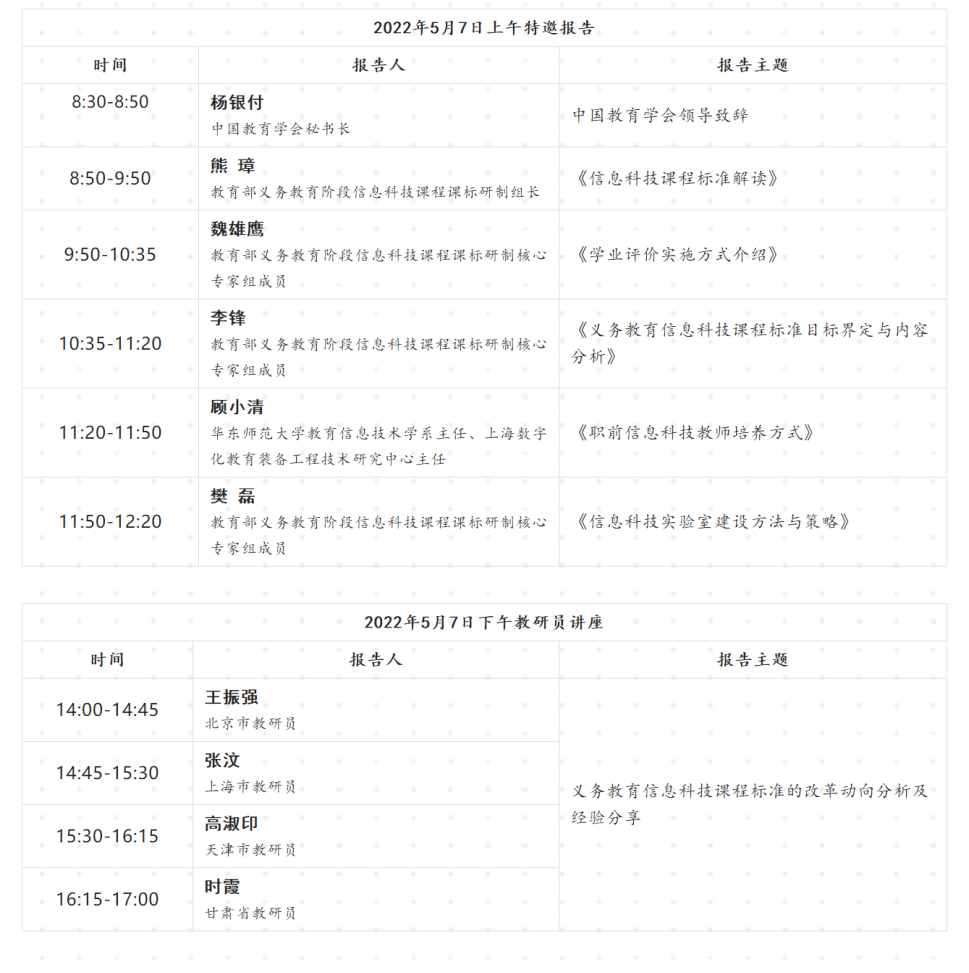 2022年5月7日上午特邀报告
时间 报告人 报告主题
8:30-8:50
杨银付
中国教育学会秘书长
中国教育学会领导致辞
8:50-9:50
熊 璋
教育部义务教育阶段信息科技课程课标研制组长
《信息科技课程标准解读》
9:50-10:35
魏雄鹰
教育部义务教育阶段信息科技课程课标研制核心
专家组成员
《学业评价实施方式介绍》
10:35-11:20
李锋
教育部义务教育阶段信息科技课程课标研制核心
专家组成员
《义务教育信息科技课程标准目标界定与内容
分析》
11:20-11:50
顾小清
华东师范大学教育信息技术学系主任、上海数字
化教育装备工程技术研究中心主任
《职前信息科技教师培养方式》
11:50-12:20
樊 磊
教育部义务教育阶段信息科技课程课标研制核心
专家组成员
《信息科技实验室建设方法与策略》
2022年5月7日下午教研员讲座
时间 报告人 报告主题
14:00-14:45
王振强
北京市教研员
14:45-15:30
张汶
上海市教研员
15:30-16:15
高淑印
天津市教研员
16:15-17:00
时霞
甘肃省教研员
义务教育信息科技课程标准的改革动向分析及
经验分享